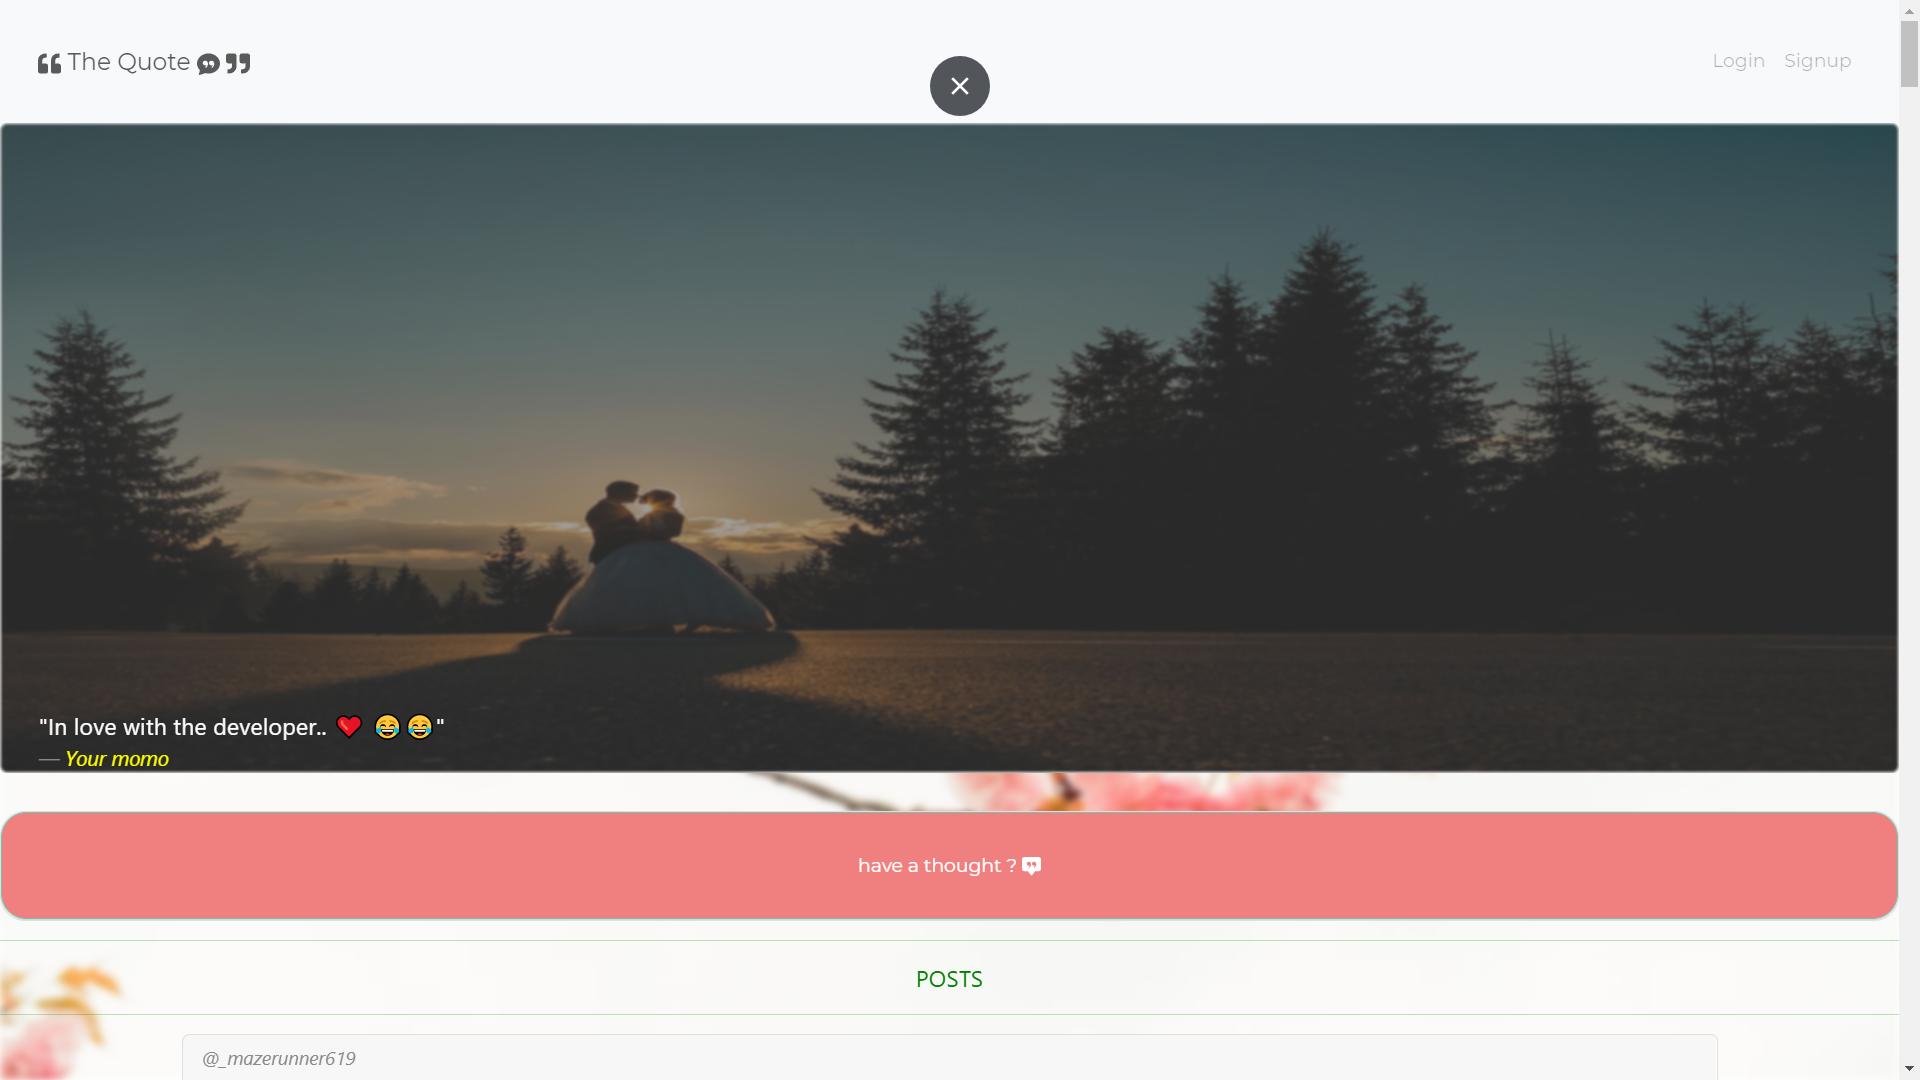 The Quote
Login Signup
"In love with the developer.. ❤️ 😂😂"
— Your momo
have a thought ?
POSTS
@_mazerunner619